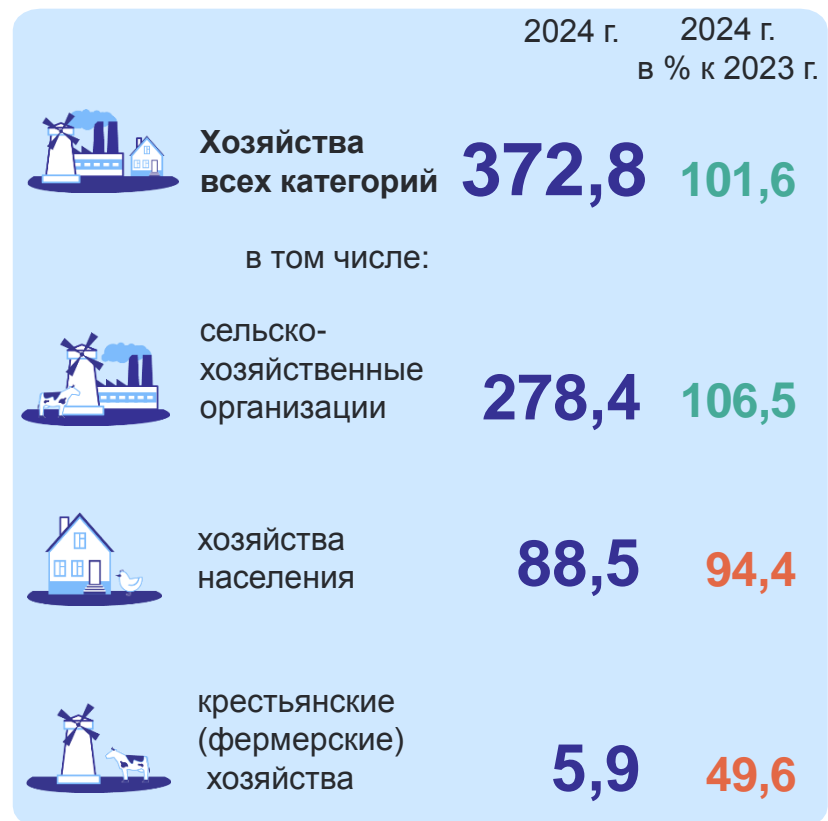 2024 г.
2024 г.
в % к 2023 г.
Хозяйства
всех категорий
372,8
101,6
в том числе:
сельско-
хозяйственные
организации
278,4
106,5
хозяйства
населения
88,5
94,4
крестьянские
(фермерские)
хозяйства
5,9
49,6